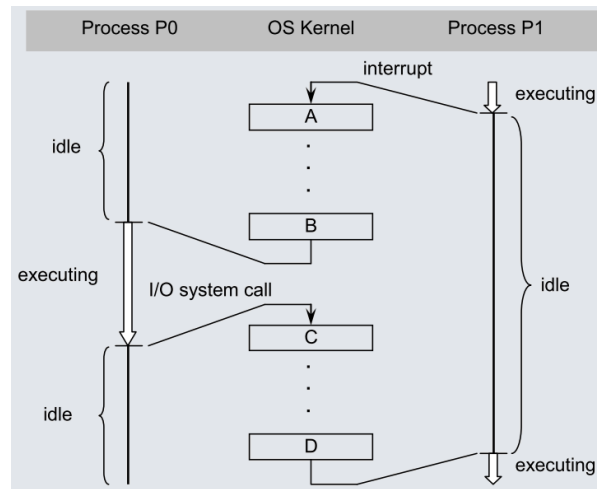 Process P0 OS Kernel Process P1
interrupt
executing
A
idle
B
executing
I/O system call
idle
C
idle
D
executing